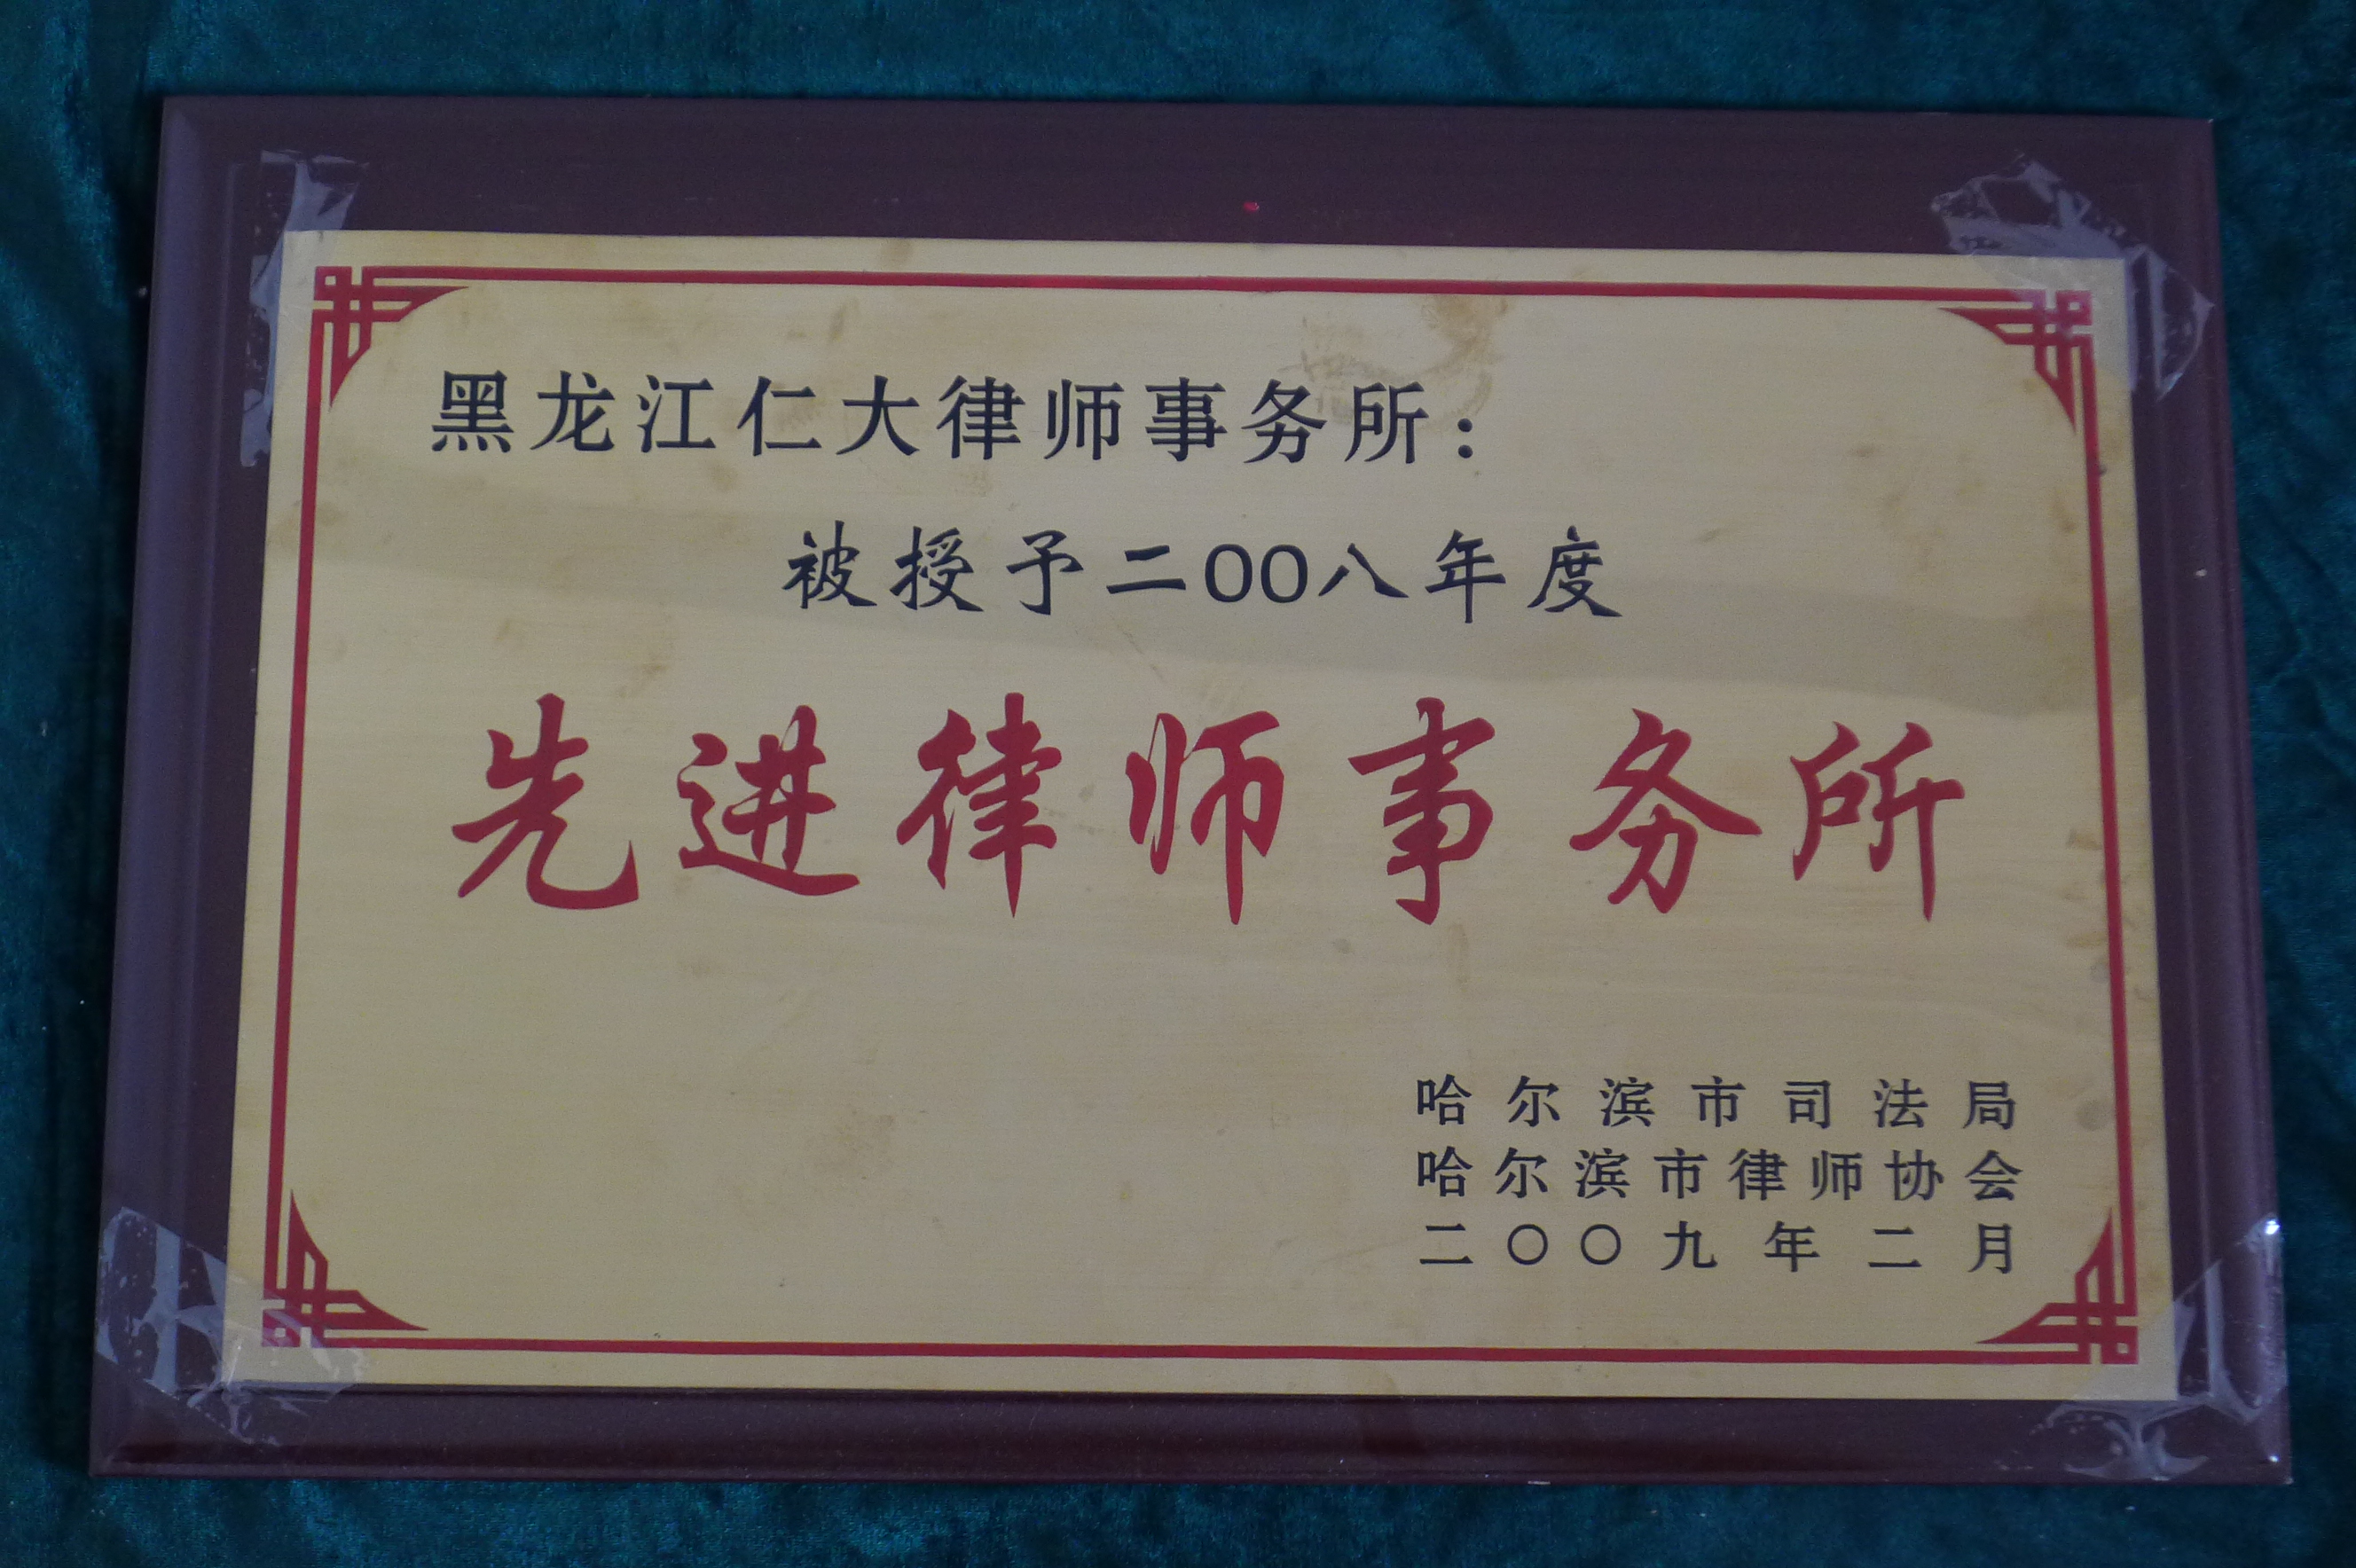 黑龙江仁大律师事务所：
被授予二00八年度
先进律师事务所
哈尔滨市司法局
哈尔滨市律师协会
二〇〇九年二月